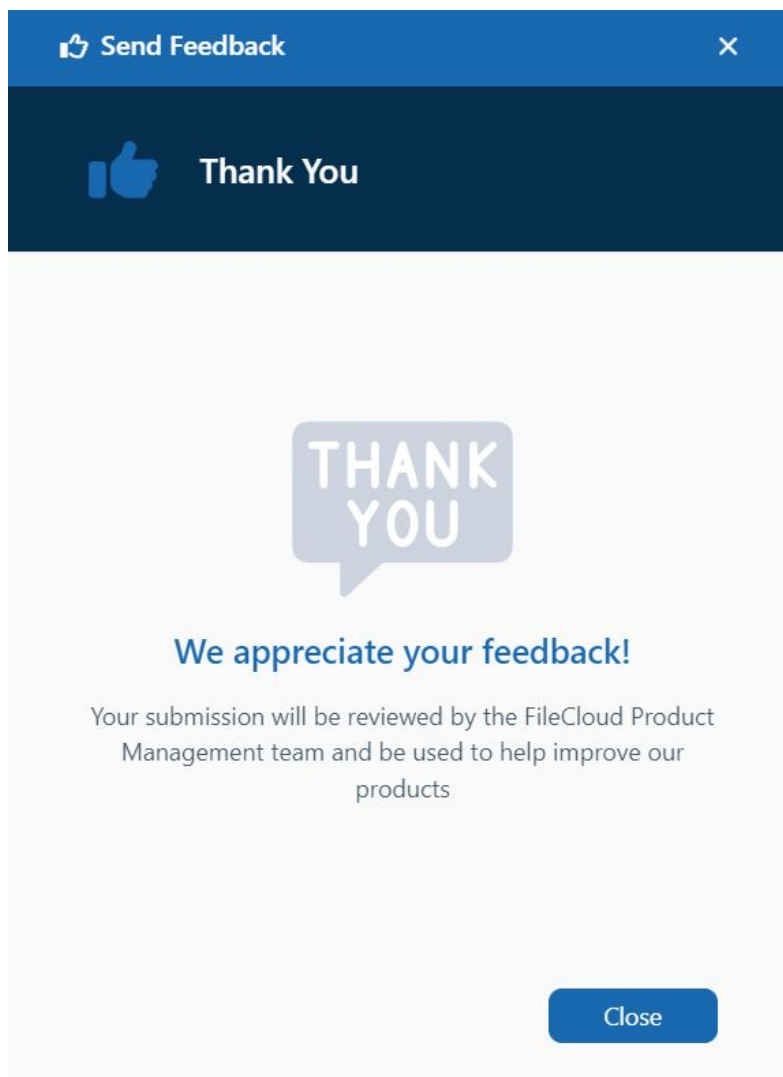 Send Feedback
Thank You
THANK
YOU
We appreciate your feedback!
Your submission will be reviewed by the FileCloud Product
Management team and be used to help improve our
products
Close